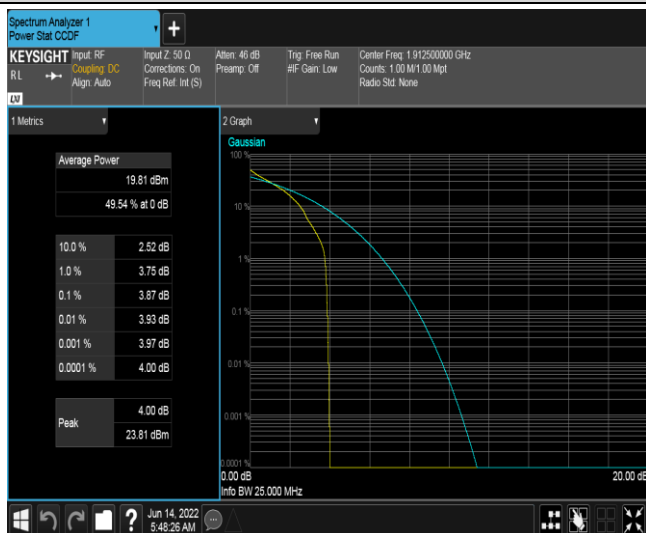 Spectrum Analyzer 1
Power Stat CCDF
KEYSIGHT
RL
Input: RF
Coupling: DC
Align: Auto
Input Z: 50 Ω
Corrections: On
Freq Ref: Int (S)
Atten: 46 dB
Preamp: Off
Trig: Free Run
#IF Gain: Low
Center Freq: 1.912500000 GHz
Counts: 1.00 M/1.00 Mpt
Radio Std: None
1 Metrics
Average Power
19.81 dBm
49.54 % at 0 dB
10.0 % 2.52 dB
1.0 % 3.75 dB
0.1 % 3.87 dB
0.01 % 3.93 dB
0.001 % 3.97 dB
0.0001 % 4.00 dB
Peak
4.00 dB
23.81 dBm
2 Graph
Gaussian
100 %
10 %
1 %
0.1 %
0.01 %
0.001 %
0.0001 %
0.00 dB
20.00 dB
Info BW 25.000 MHz
Jun 14, 2022
5:48:26 AM